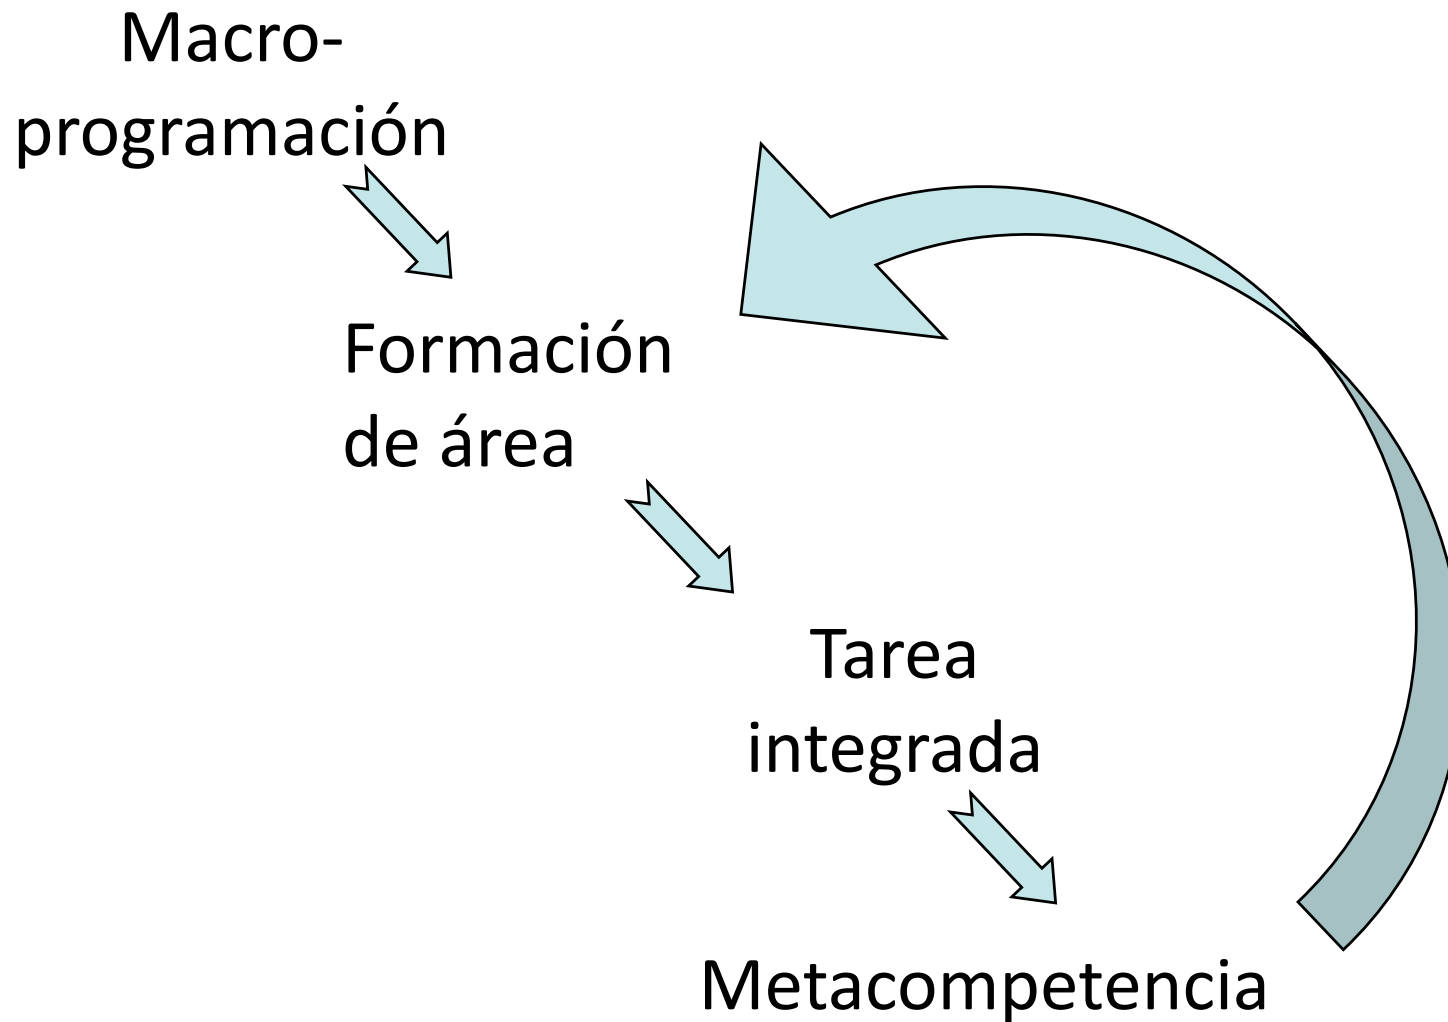 Macro-
programación
Formación
de área
Tarea
integrada
Metacompetencia